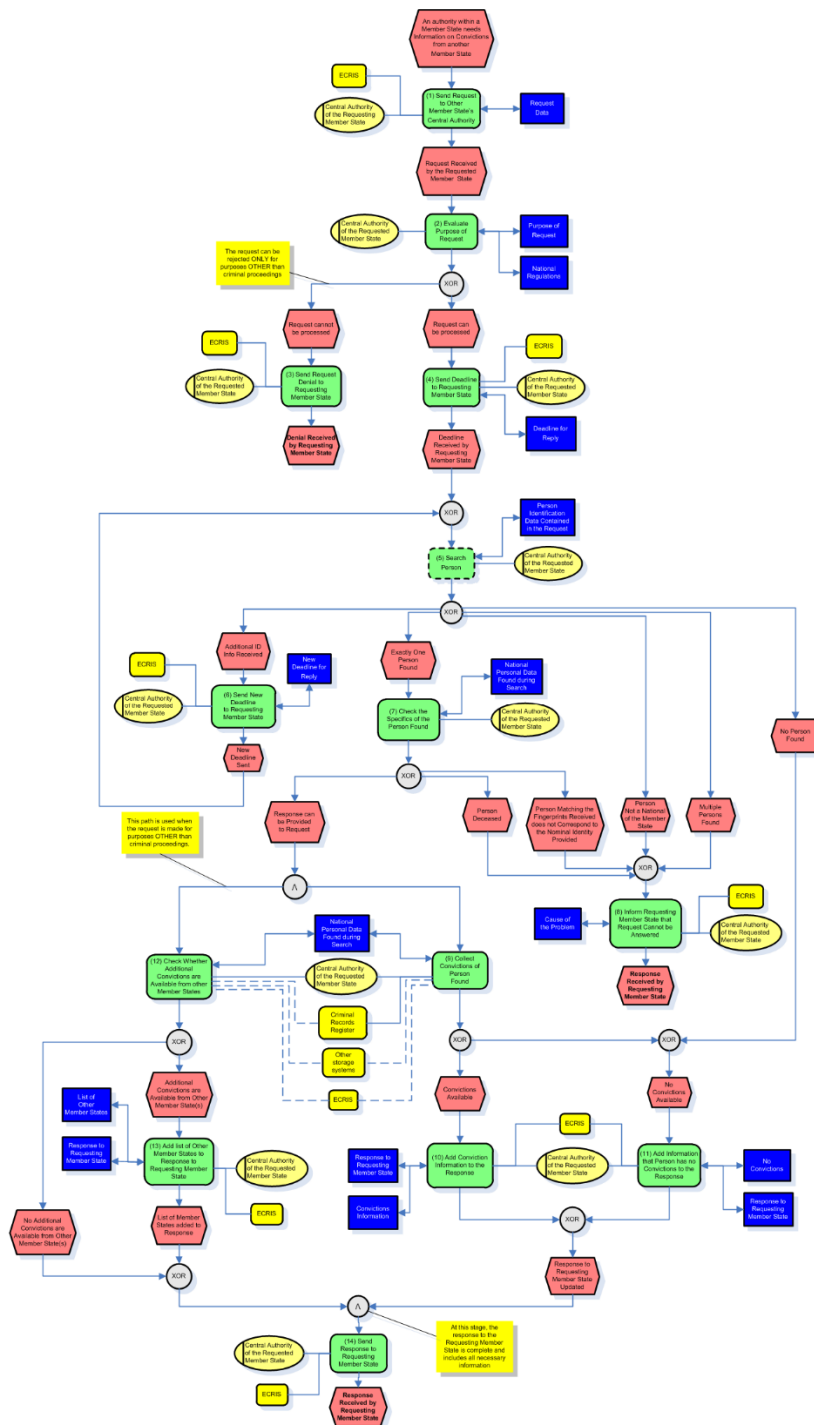 An authority within a
Member State needs
Information on Convictions
from another
Member State
ECRIS
Central Authority
of the Requesting
Member State
(1) Send Request
to Other
Member State's
Central Authority
Request
Data
Request Received
by the Requested
Member State
Central Authority
of the Requested
Member State
(2) Evaluate
Purpose of
Request
Purpose of
Request
National
Regulations
The request can be
rejected ONLY for
purposes OTHER than
criminal proceedings
XOR
Request cannot
be processed
Request can
be processed
ECRIS
Central Authority
of the Requested
Member State
(3) Send Request
Denial to
Requesting
Member State
(4) Send Deadline
to Requesting
Member State
ECRIS
Central Authority
of the Requested
Member State
Deadline for
Reply
Denial Received
by Requesting
Member State
Deadline
Received by
Requesting
Member State
XOR
Person
Identification
Data Contained
in the Request
(5) Search
Person
Central Authority
of the Requested
Member State
XOR
Additional ID
Info Received
New
Deadline for
Reply
ECRIS
Central Authority
of the Requested
Member State
(6) Send New
Deadline
to Requesting
Member State
New
Deadline
Sent
Exactly One
Person
Found
National
Personal Data
Found during
Search
(7) Check the
Specifics of the
Person Found
Central Authority
of the Requested
Member State
No Person
Found
XOR
Response can
be Provided
to Request
Person
Deceased
Person Matching the
Fingerprints Received
does not Correspond to
the Nominal Identity
Provided
Person
Not a National
of the Member
State
Multiple
Persons
Found
This path is used when
the request is made for
purposes OTHER than
criminal proceedings.
XOR
Λ
Cause of
the Problem
(8) Inform Requesting
Member State that
Request Cannot be
Answered
ECRIS
Central Authority
of the Requested
Member State
Response
Received by
Requesting
Member State
National
Personal Data
Found during
Search
(12) Check Whether
Additional
Convictions are
Available from other
Member States
Central Authority
of the Requested
Member State
(9) Collect
Convictions of
Person
Found
Criminal
Records
Register
Other
storage
systems
ECRIS
XOR
XOR
XOR
Additional
Convictions are
Available from Other
Member State(s)
Convictions
Available
No
Convictions
Available
List of
Other
Member States
Response to
Requesting
Member State
(13) Add list of Other
Member States to
Response to
Requesting
Member State
Central Authority
of the Requested
Member State
ECRIS
Response to
Requesting
Member State
Convictions
Information
(10) Add Conviction
Information to the
Response
ECRIS
Central Authority
of the Requested
Member State
(11) Add Information
that Person has no
Convictions to the
Response
No
Convictions
Response to
Requesting
Member State
No Additional
Convictions are
Available from Other
Member State(s)
List of Member
States added to
Response
XOR
XOR
Response to
Requesting
Member State
Updated
Λ
At this stage, the
response to the
Requesting Member
State is complete and
includes all necessary
information
Central Authority
of the Requested
Member State
(14) Send
Response to
Requesting
Member State
ECRIS
Response
Received by
Requesting
Member State